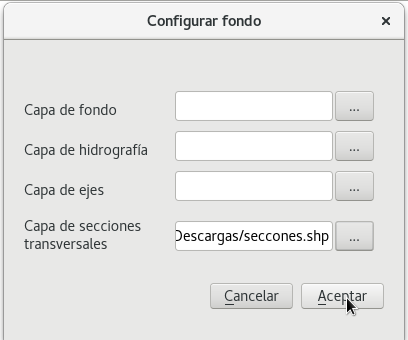 Configurar fondo
Capa de fondo
...
Capa de hidrografía
...
Capa de ejes
...
Capa de secciones
transversales
Descargas/seccones.shp
...
Cancelar
Aceptar